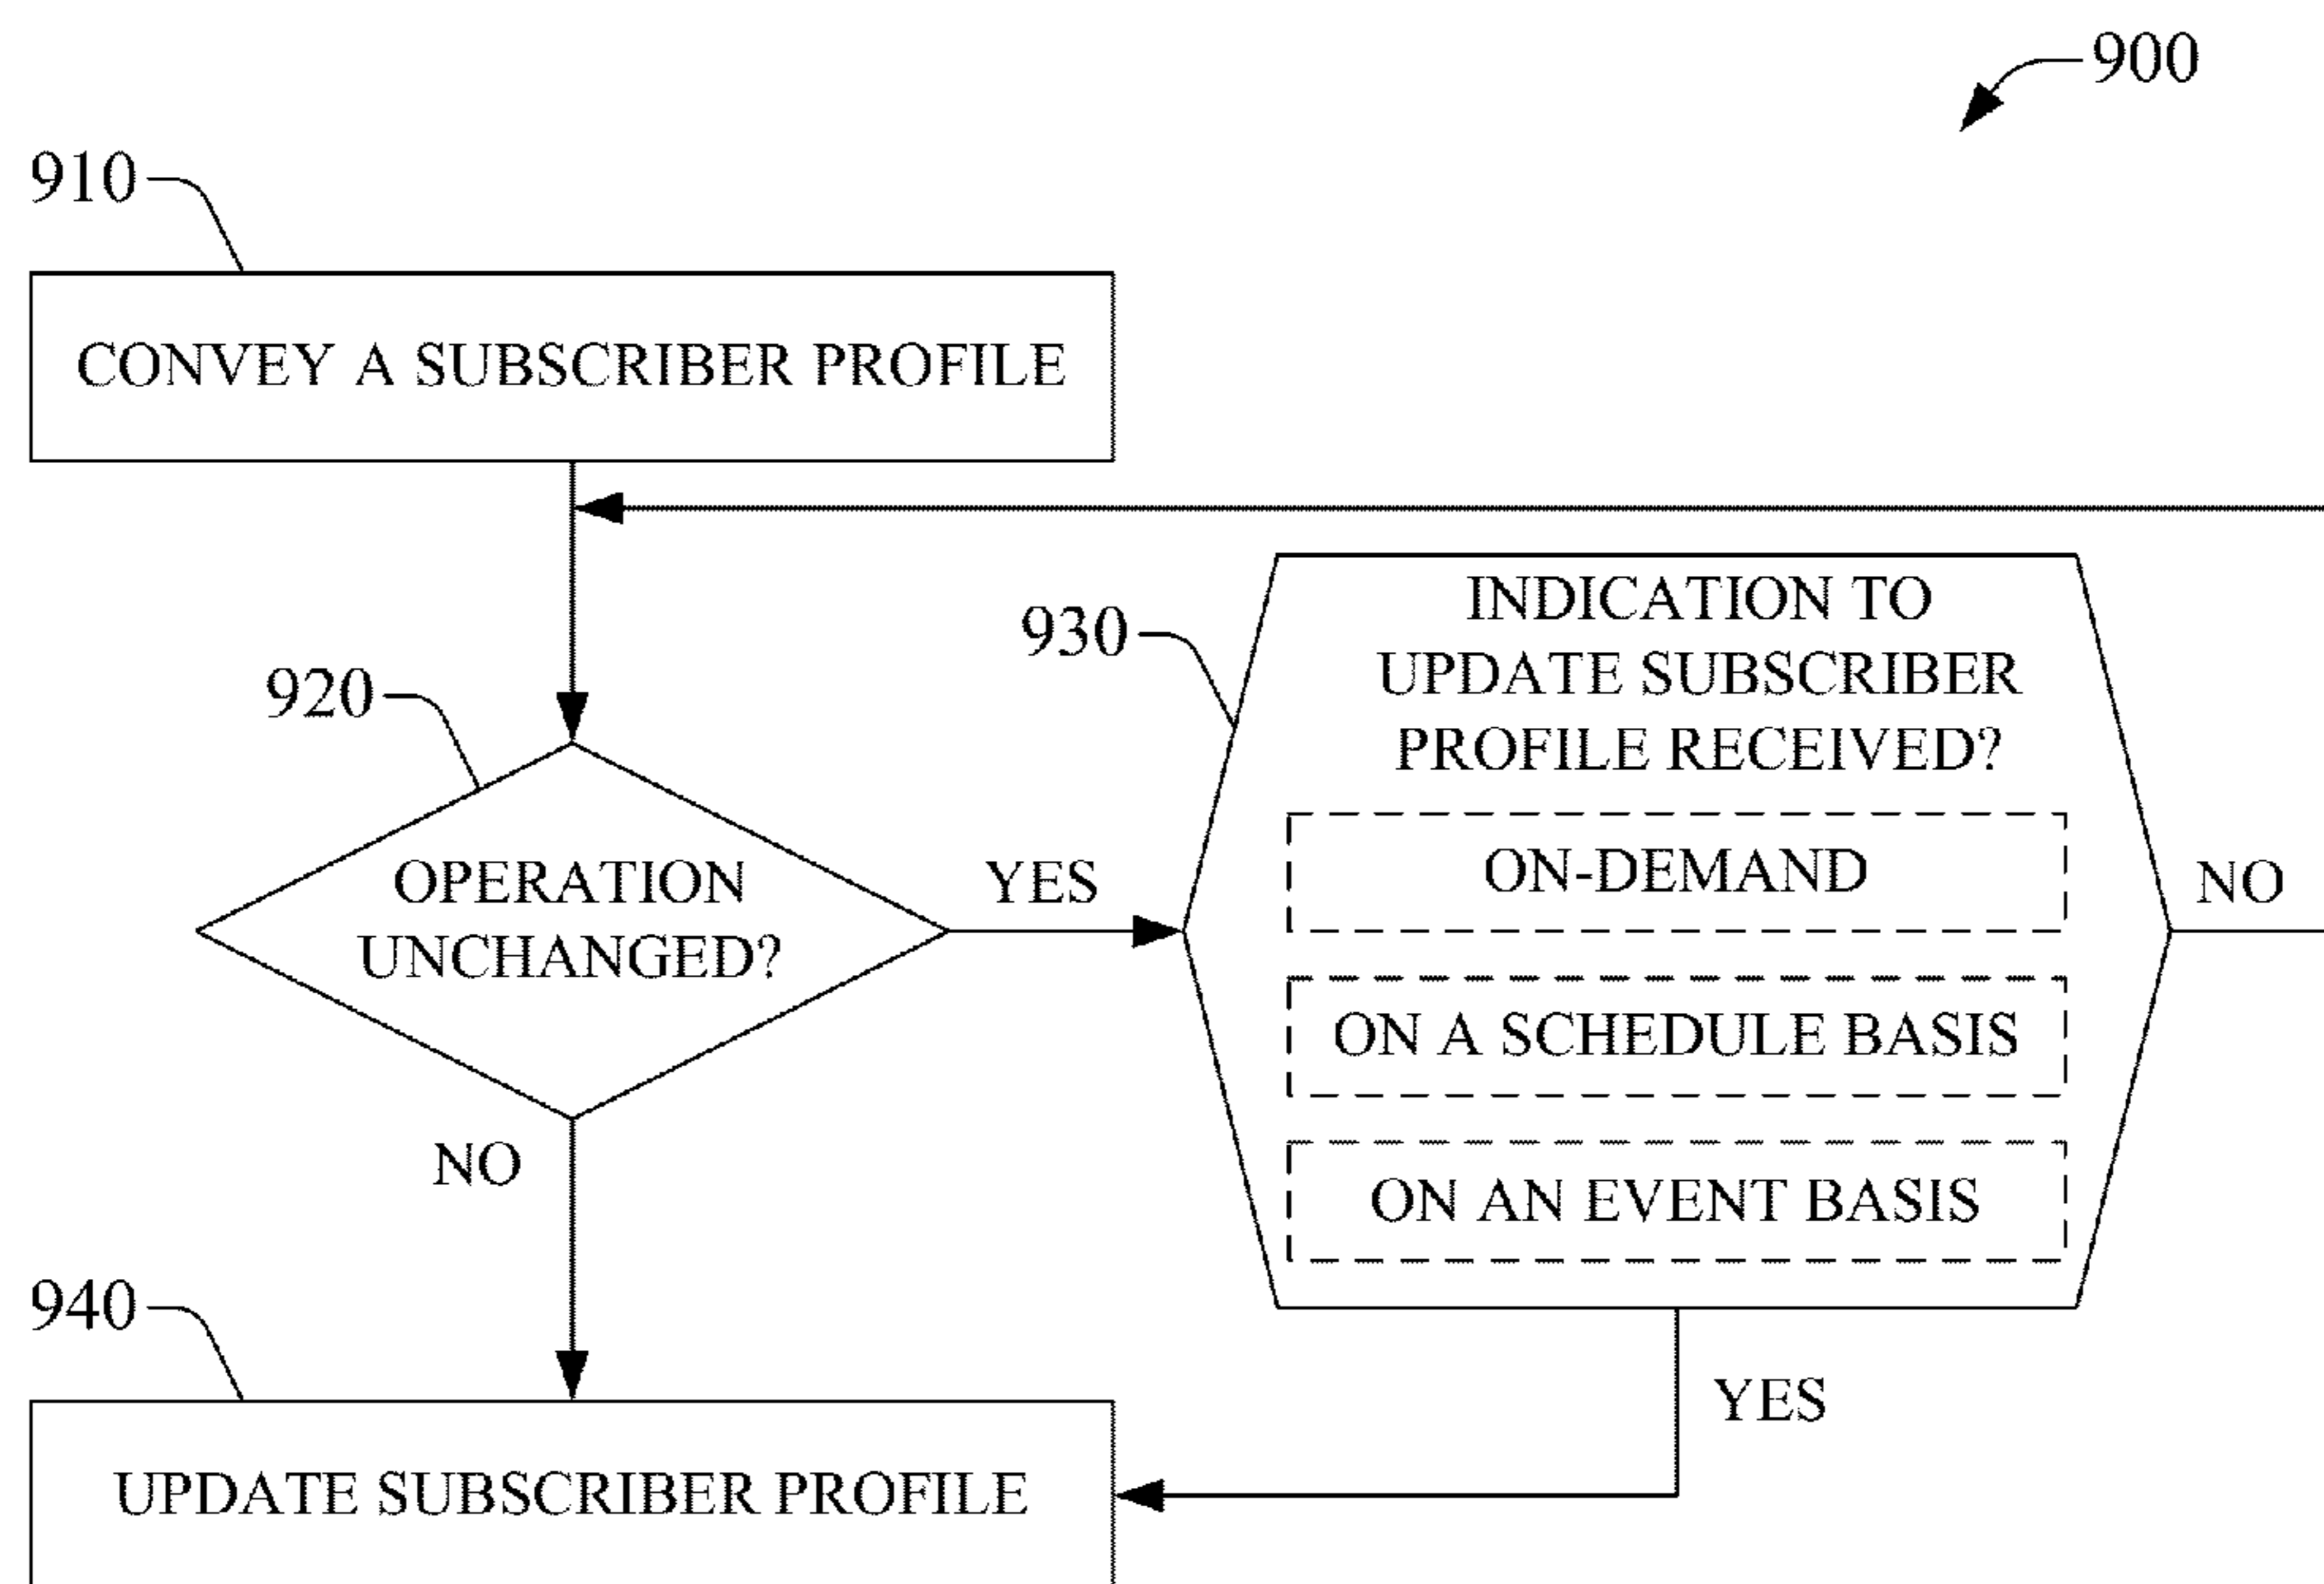 900
910
CONVEY A SUBSCRIBER PROFILE
930
INDICATION TO
UPDATE SUBSCRIBER
PROFILE RECEIVED?
920
OPERATION
UNCHANGED?
YES
ON-DEMAND
NO
ON A SCHEDULE BASIS
ON AN EVENT BASIS
NO
940
YES
UPDATE SUBSCRIBER PROFILE